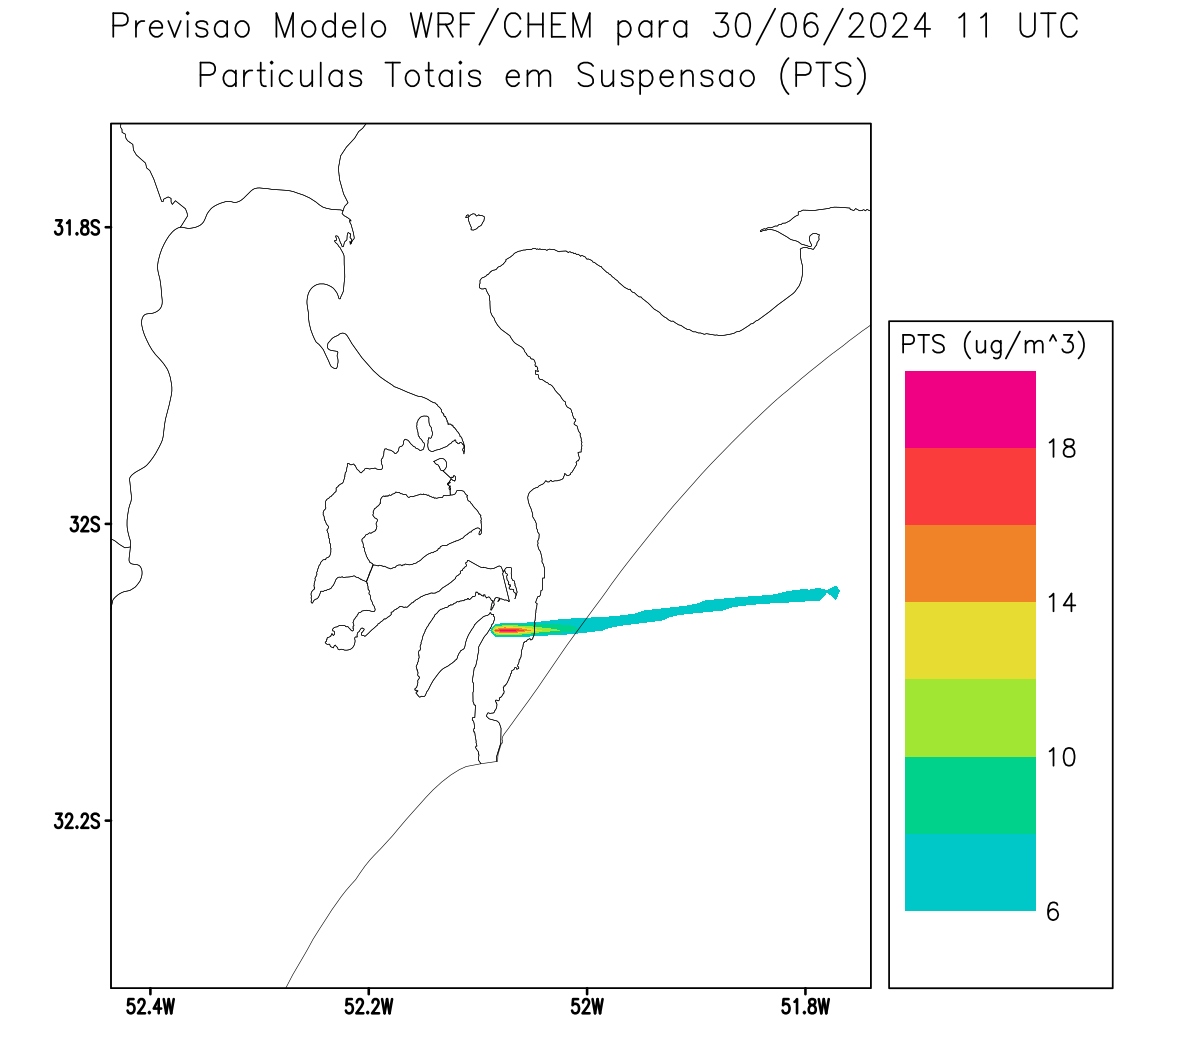 Previsao Modelo WRF/CHEM para 30/06/2024 11 UTC
Particulas Totais em Suspensao (PTS)
31.8S
32S
32.2S
52.4W
52.2W
52W
51.8W
PTS (ug/m^3)
18
14
10
6